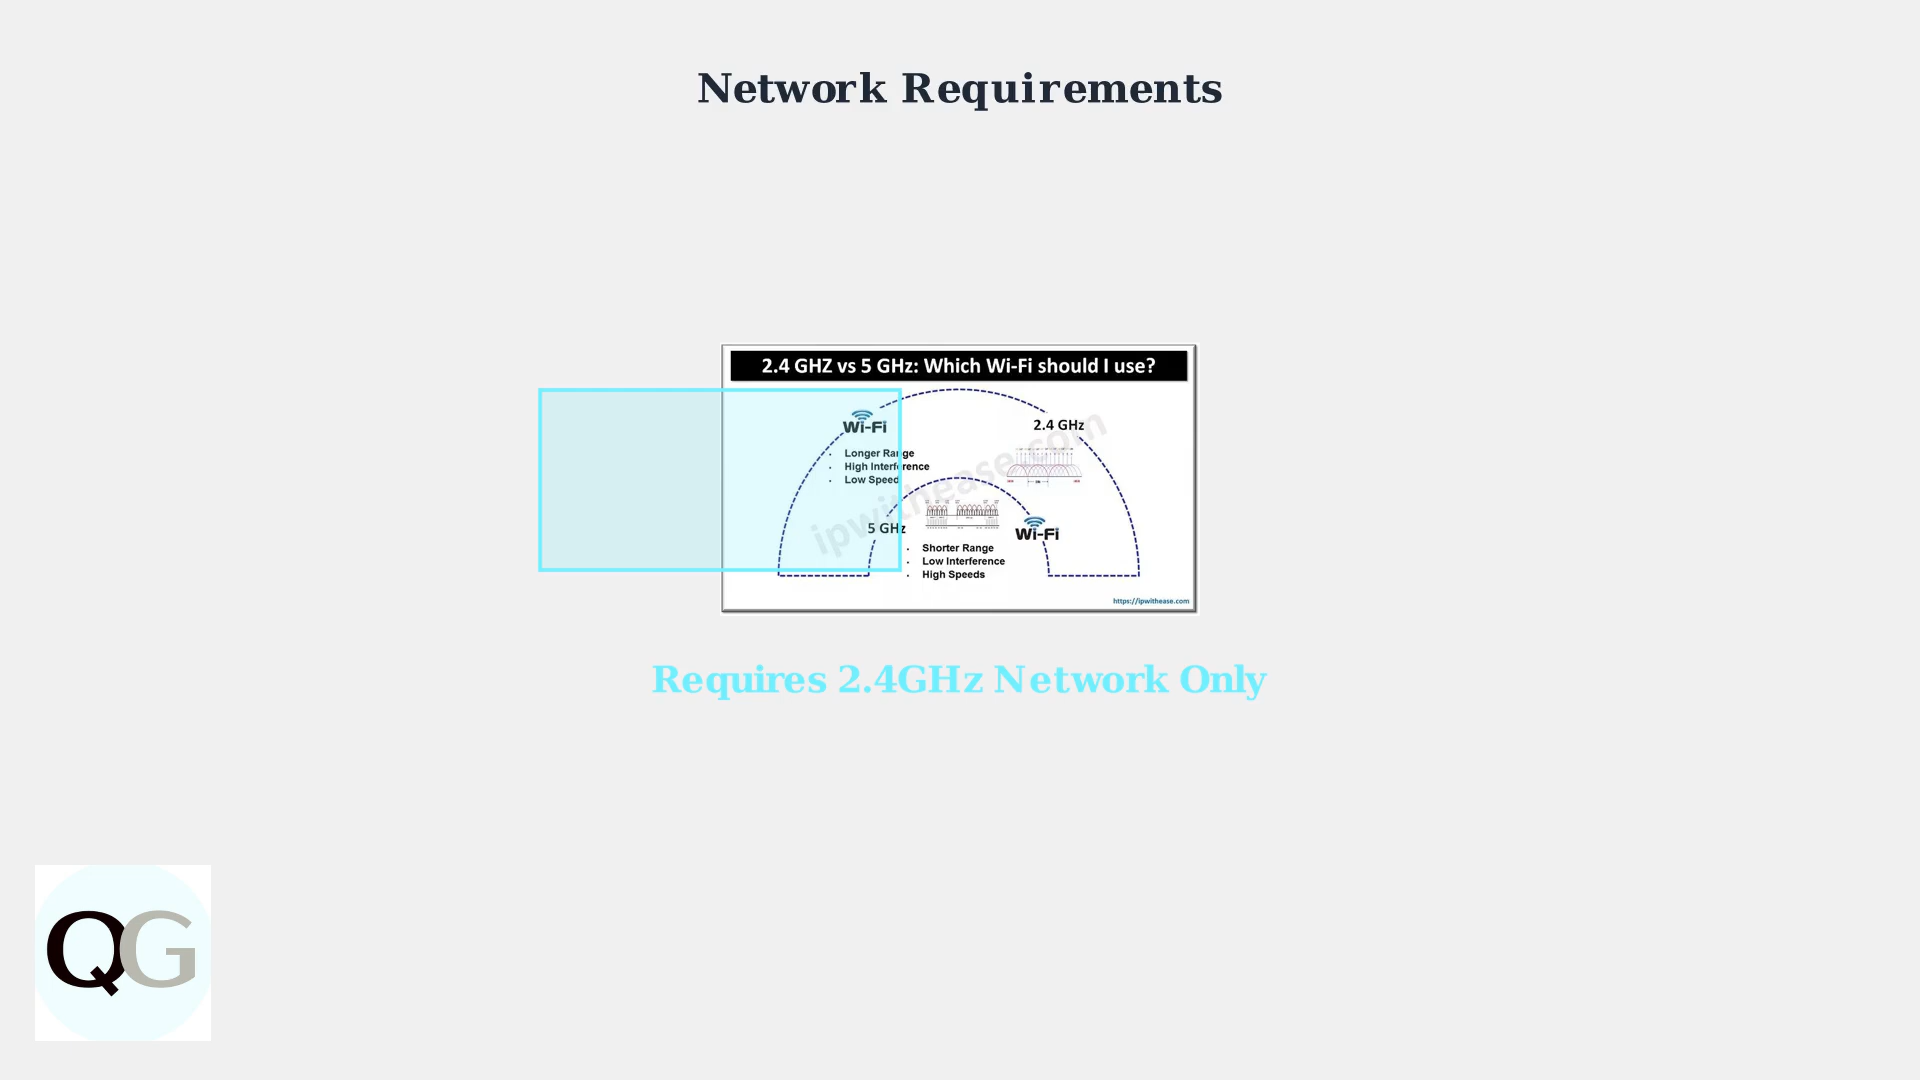 Network Requirements
2.4 GHZ vs 5 GHz: Which Wi-Fi should I use?
Wi-Fi
2.4 GHz
Longer Range
High Interference
Low Speed
5 GHz
Wi-Fi
Shorter Range
Low Interference
High Speeds
ipwithease.com
https://ipwithease.com
Requires 2.4GHz Network Only
QG